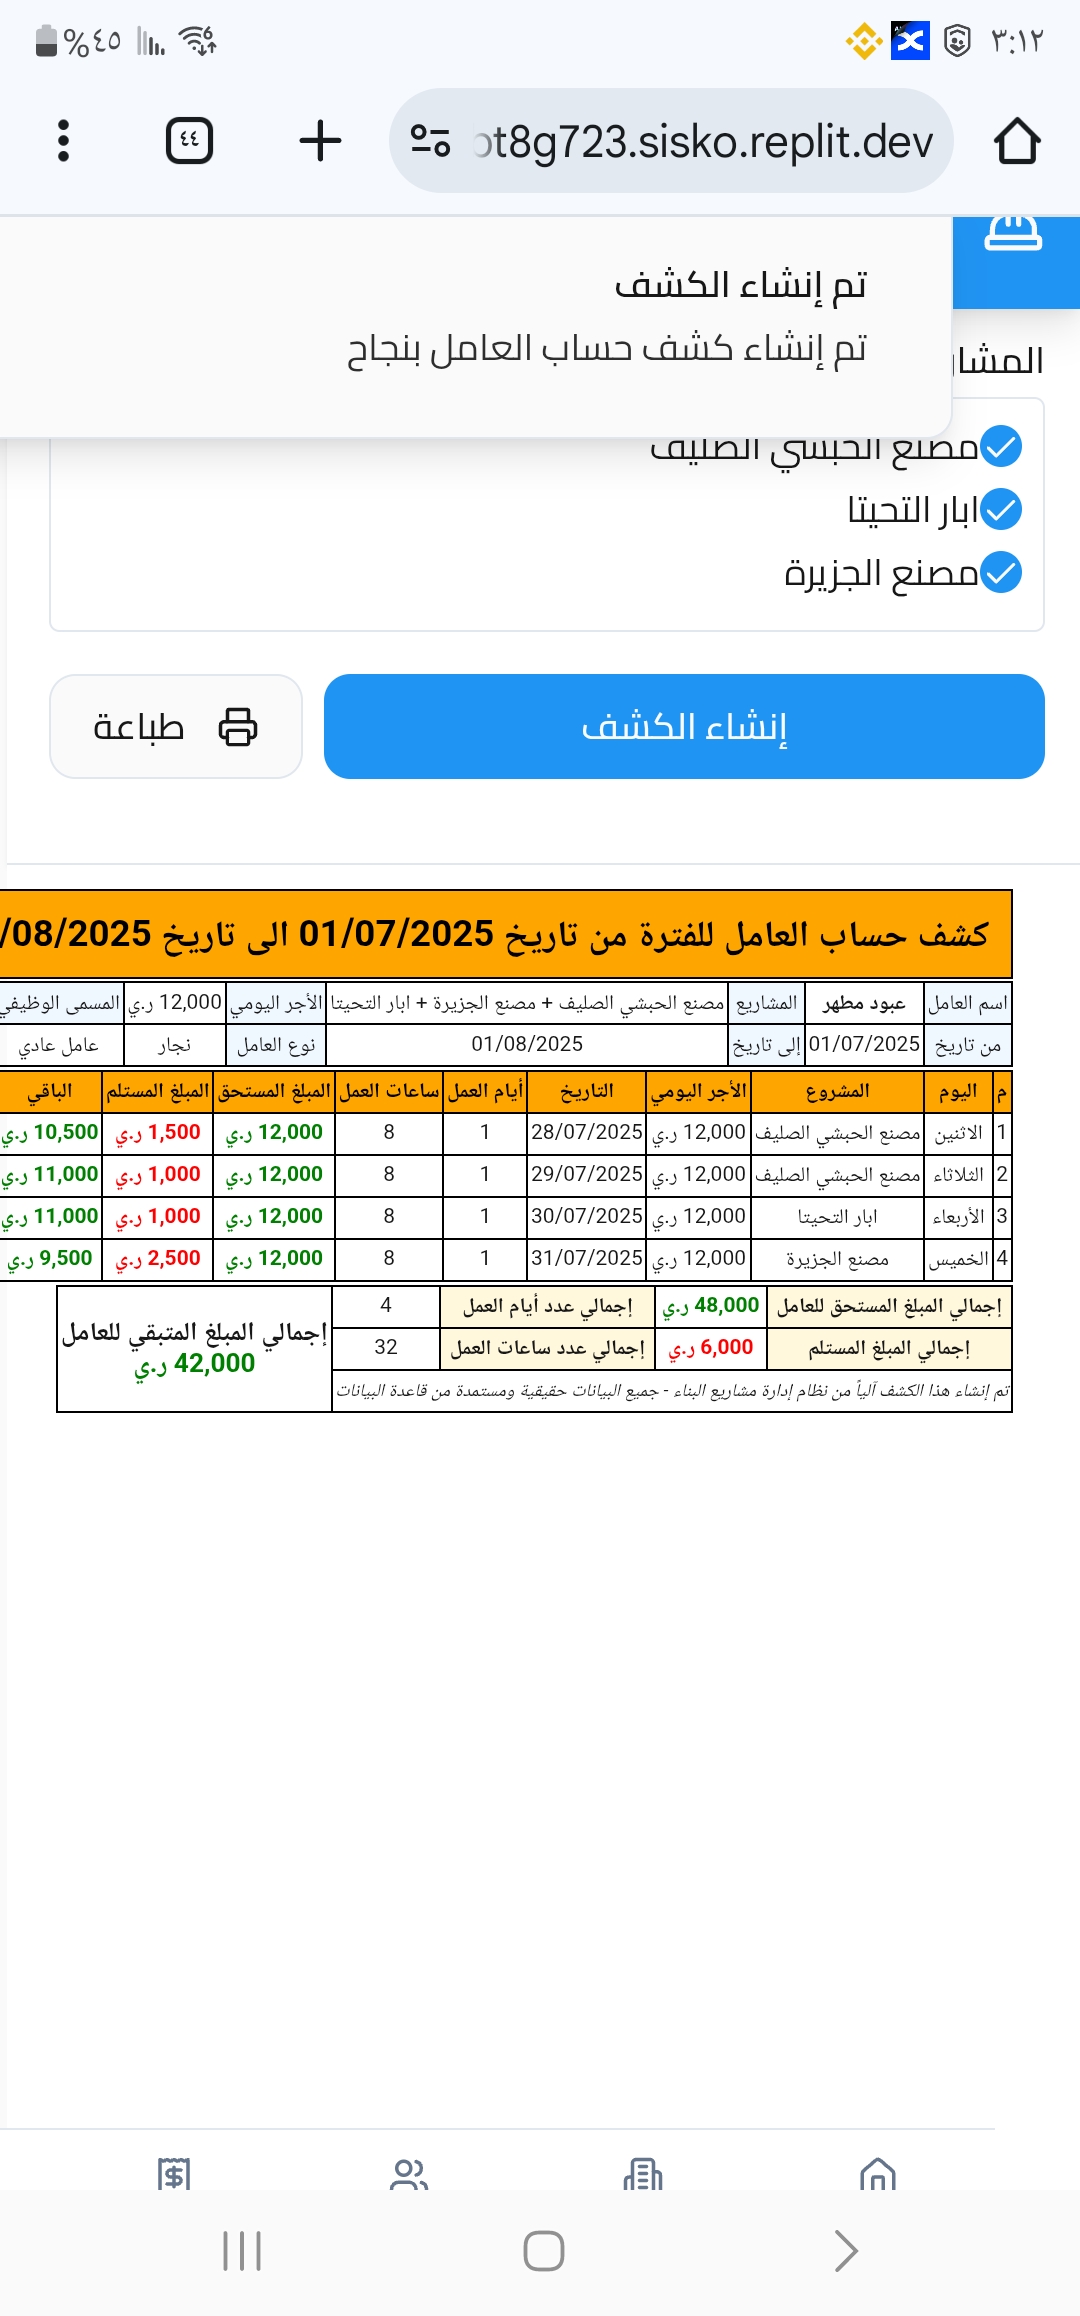 ٣:١٢
%٤٥
ot8g723.sisko.replit.dev
٤٤
تم إنشاء الكشف
تم إنشاء كشف حساب العامل بنجاح
المشا
مصنع الحبشي الصليف
ابار التحيتا
مصنع الجزيرة
إنشاء الكشف
طباعة
كشف حساب العامل للفترة من تاريخ 01/07/2025 الى تاريخ /08/2025
اسم العامل عبود مطهر المشاريع مصنع الحبشي الصليف + مصنع الجزيرة + ابار التحيتا الأجر اليومي 12,000 ر.ي المسمى الوظيفي
من تاريخ 01/07/2025 إلى تاريخ 01/08/2025 نوع العامل نجار عامل عادي
م اليوم المشروع الأجر اليومي التاريخ أيام العمل ساعات العمل المبلغ المستحق المبلغ المستلم الباقي
1 الاثنين مصنع الحبشي الصليف 12,000 ر.ي 28/07/2025 1 8 12,000 ر.ي 1,500 ر.ي 10,500 ر.ي
2 الثلاثاء مصنع الحبشي الصليف 12,000 ر.ي 29/07/2025 1 8 12,000 ر.ي 1,000 ر.ي 11,000 ر.ي
3 الأربعاء ابار التحيتا 12,000 ر.ي 30/07/2025 1 8 12,000 ر.ي 1,000 ر.ي 11,000 ر.ي
4 الخميس مصنع الجزيرة 12,000 ر.ي 31/07/2025 1 8 12,000 ر.ي 2,500 ر.ي 9,500 ر.ي
إجمالي المبلغ المستحق للعامل 48,000 ر.ي إجمالي عدد أيام العمل 4
إجمالي المبلغ المستلم 6,000 ر.ي إجمالي عدد ساعات العمل 32
إجمالي المبلغ المتبقي للعامل
42,000 ر.ي
تم إنشاء هذا الكشف آلياً من نظام إدارة مشاريع البناء - جميع البيانات حقيقية ومستمدة من قاعدة البيانات